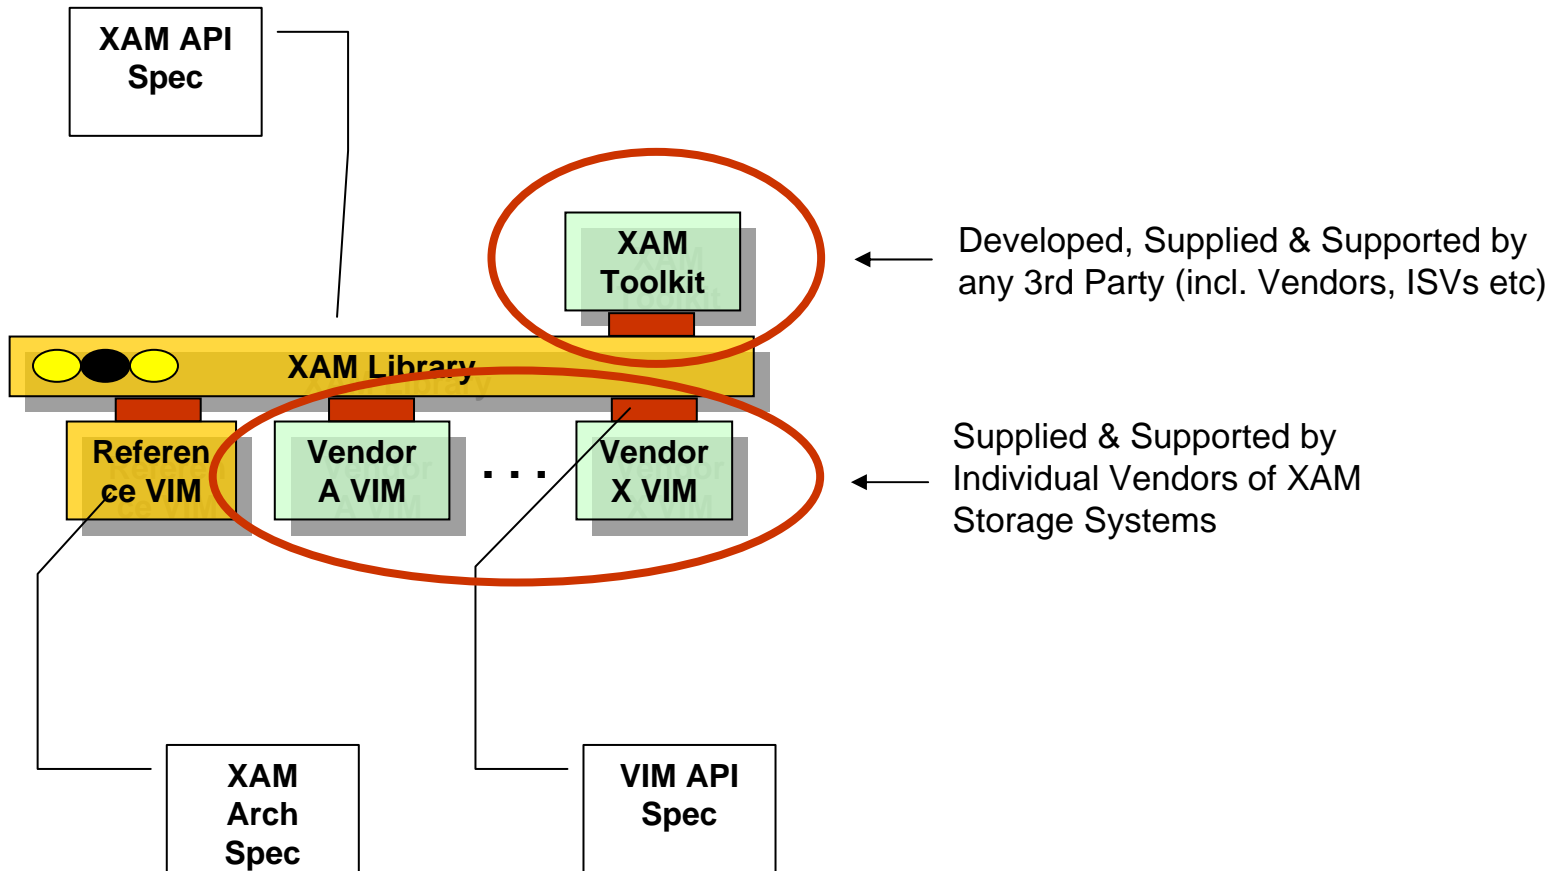 XAM API
Spec
XAM
Toolkit
Developed, Supplied & Supported by
any 3rd Party (incl. Vendors, ISVs etc)
XAM Library
Referen
ce VIM
Vendor
A VIM
. . .
Vendor
X VIM
Supplied & Supported by
Individual Vendors of XAM
Storage Systems
XAM
Arch
Spec
VIM API
Spec